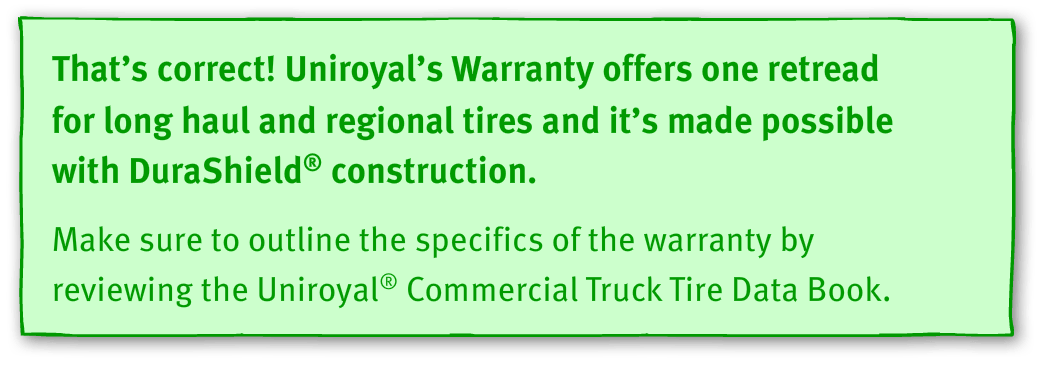 That’s correct! Uniroyal’s Warranty offers one retread
for long haul and regional tires and it’s made possible
with DuraShield® construction.
Make sure to outline the specifics of the warranty by
reviewing the Uniroyal® Commercial Truck Tire Data Book.